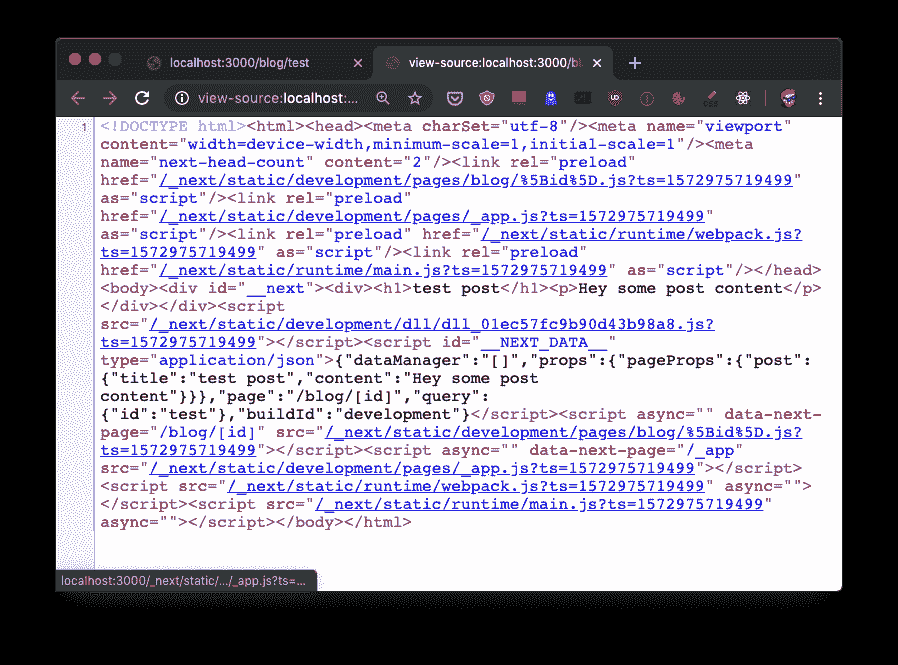 localhost:3000/blog/test
view-source:localhost:3000/bl
view-source:localhost:...
1
<!DOCTYPE html><html><head><meta charSet="utf-8"/><meta name="viewport"
content="width=device-width,minimum-scale=1,initial-scale=1"/><meta
name="next-head-count" content="2"/><link rel="preload"
href="/_next/static/development/pages/blog/%5Bid%5D.js?ts=1572975719499"
as="script"/><link rel="preload"
href="/_next/static/development/pages/_app.js?ts=1572975719499"
as="script"/><link rel="preload" href="/_next/static/runtime/webpack.js?
ts=1572975719499" as="script"/><link rel="preload"
href="/_next/static/runtime/main.js?ts=1572975719499" as="script"/></head>
<body><div id="__next"><div><h1>test post</h1><p>Hey some post content</p>
</div></div><script
src="/_next/static/development/dll/dll_01ec57fc9b90d43b98a8.js?
ts=1572975719499"></script><script id="__NEXT_DATA__"
type="application/json">{"dataManager":"[]","props":{"pageProps":{"post":
{"title":"test post","content":"Hey some post
content"}}},"page":"/blog/[id]","query":
{"id":"test"},"buildId":"development"}</script><script async="" data-next-
page="/blog/[id]" src="/_next/static/development/pages/blog/%5Bid%5D.js?
ts=1572975719499"></script><script async="" data-next-page="/_app"
src="/_next/static/development/pages/_app.js?ts=1572975719499"></script>
<script src="/_next/static/runtime/webpack.js?ts=1572975719499" async="">
</script><script src="/_next/static/runtime/main.js?ts=1572975719499"
async=""></script></body></html>
localhost:3000/_next/static/.../_app.js?ts=...